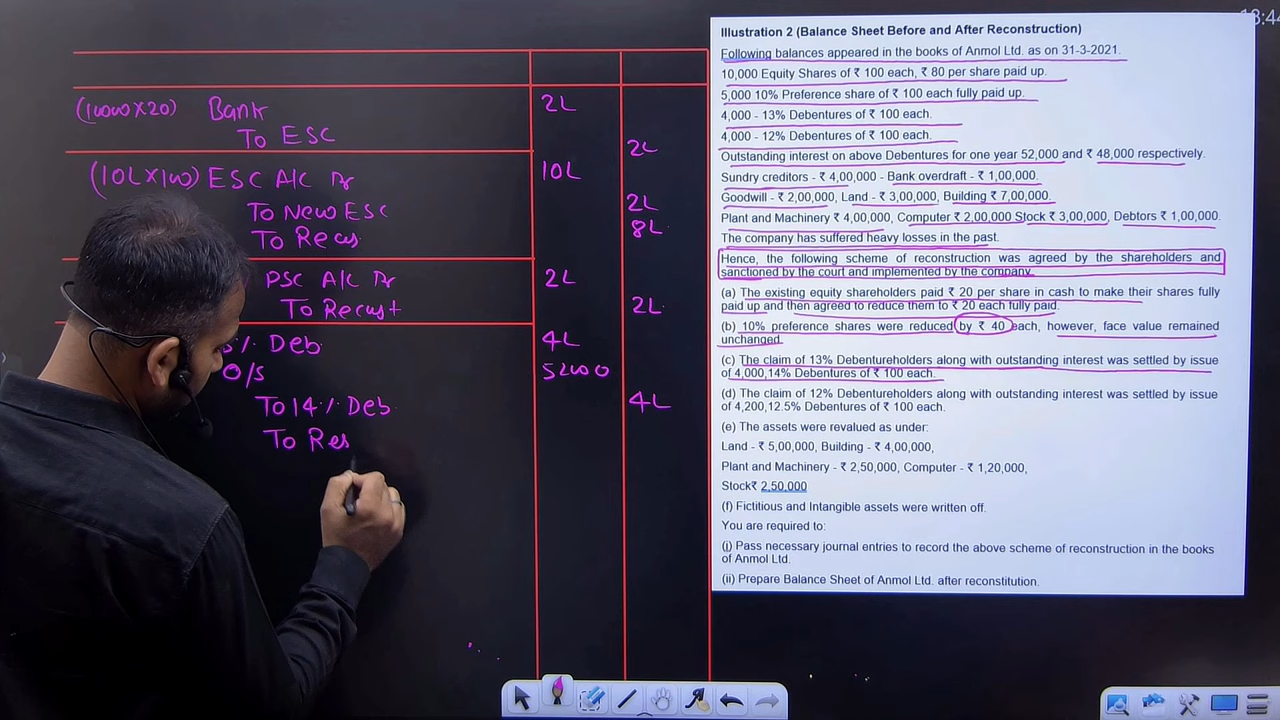 (10000×20) Bank 2L
To ESC 2L
(10L×100) ESC A/C Dr 10L
To New Esc 2L
To Recus. 8L.
PSC A/C Dr 2L
To Recust 2L.
% Deb 4L
O/s 52000
To 14% Deb. 4L
To Res
Illustration 2 (Balance Sheet Before and After Reconstruction)
Following balances appeared in the books of Anmol Ltd. as on 31-3-2021.
10,000 Equity Shares of ₹ 100 each, ₹ 80 per share paid up.
5,000 10% Preference share of ₹ 100 each fully paid up.
4,000 - 13% Debentures of ₹ 100 each.
4,000 - 12% Debentures of ₹ 100 each.
Outstanding interest on above Debentures for one year 52,000 and ₹ 48,000 respectively.
Sundry creditors - ₹ 4,00,000 - Bank overdraft - ₹ 1,00,000.
Goodwill - ₹ 2,00,000, Land - ₹ 3,00,000, Building ₹ 7,00,000.
Plant and Machinery ₹ 4,00,000, Computer ₹ 2,00,000 Stock ₹ 3,00,000, Debtors ₹ 1,00,000.
The company has suffered heavy losses in the past.
Hence, the following scheme of reconstruction was agreed by the shareholders and
sanctioned by the court and implemented by the company.
(a) The existing equity shareholders paid ₹ 20 per share in cash to make their shares fully
paid up and then agreed to reduce them to ₹ 20 each fully paid.
(b) 10% preference shares were reduced by ₹ 40 each, however, face value remained
unchanged.
(c) The claim of 13% Debentureholders along with outstanding interest was settled by issue
of 4,000,14% Debentures of ₹ 100 each.
(d) The claim of 12% Debentureholders along with outstanding interest was settled by issue
of 4,200,12.5% Debentures of ₹ 100 each.
(e) The assets were revalued as under:
Land - ₹ 5,00,000, Building - ₹ 4,00,000,
Plant and Machinery - ₹ 2,50,000, Computer - ₹ 1,20,000,
Stock₹ 2,50,000
(f) Fictitious and Intangible assets were written off.
You are required to:
(i) Pass necessary journal entries to record the above scheme of reconstruction in the books
of Anmol Ltd.
(ii) Prepare Balance Sheet of Anmol Ltd. after reconstitution.